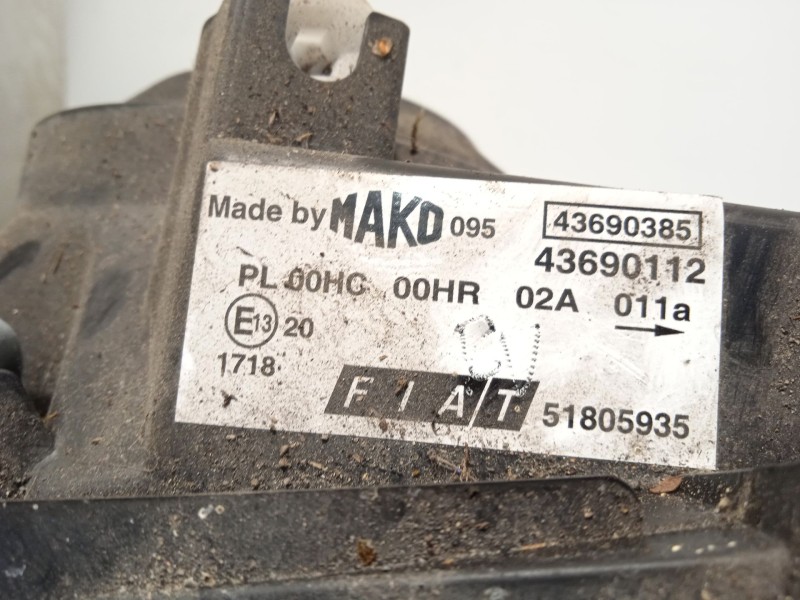 Made by MAKO 095 43690385
43690112
PL 00HC 00HR 02A 011a
E13 20
1718
FIAT 51805935